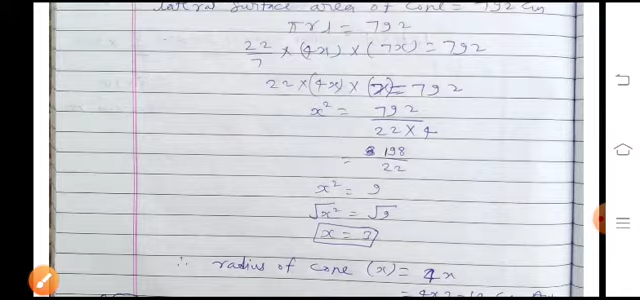 lateral surface area of cone = 792 cm
πrl = 792
22/7 × (4x) × (7x) = 792
22 × (4x) × (x) = 792
x² = 792/(22 × 4)
= 198/22
x² = 9
√x² = √9
x = 3
∴ radius of cone (r) = 4x